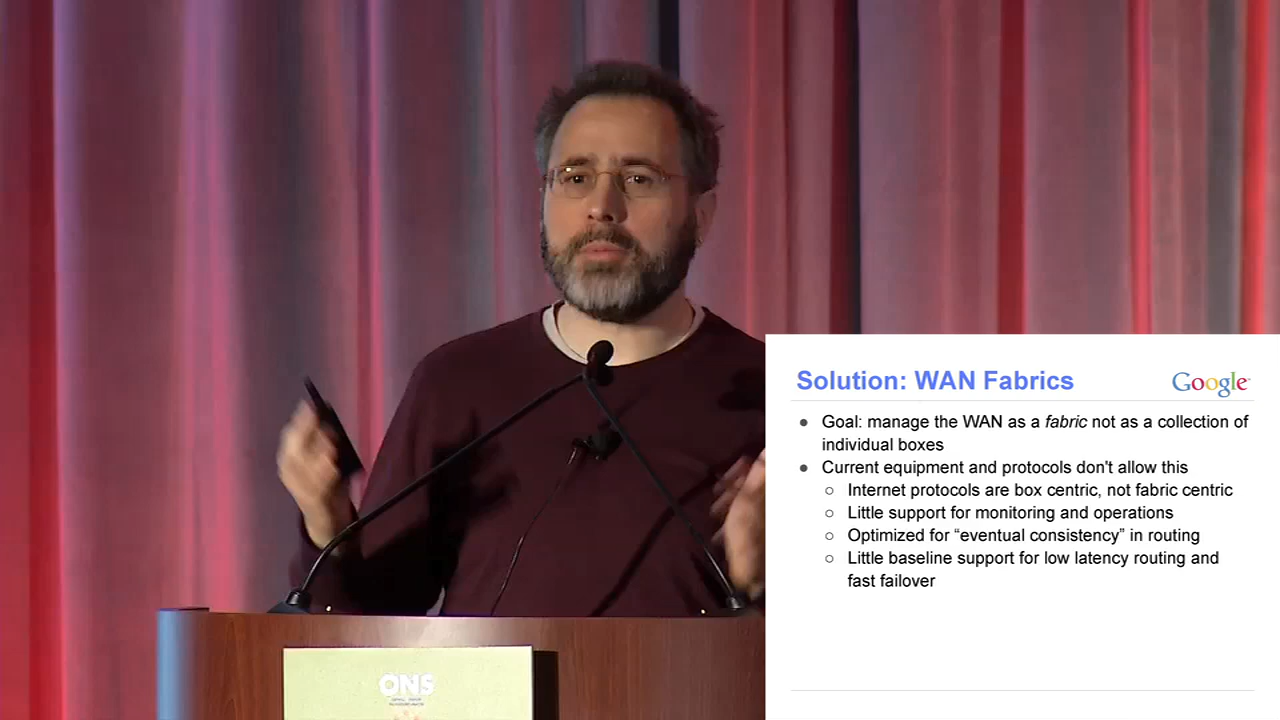 Solution: WAN Fabrics
Google
● Goal: manage the WAN as a fabric not as a collection of
individual boxes
● Current equipment and protocols don't allow this
○ Internet protocols are box centric, not fabric centric
○ Little support for monitoring and operations
○ Optimized for “eventual consistency” in routing
○ Little baseline support for low latency routing and
fast failover
ONS